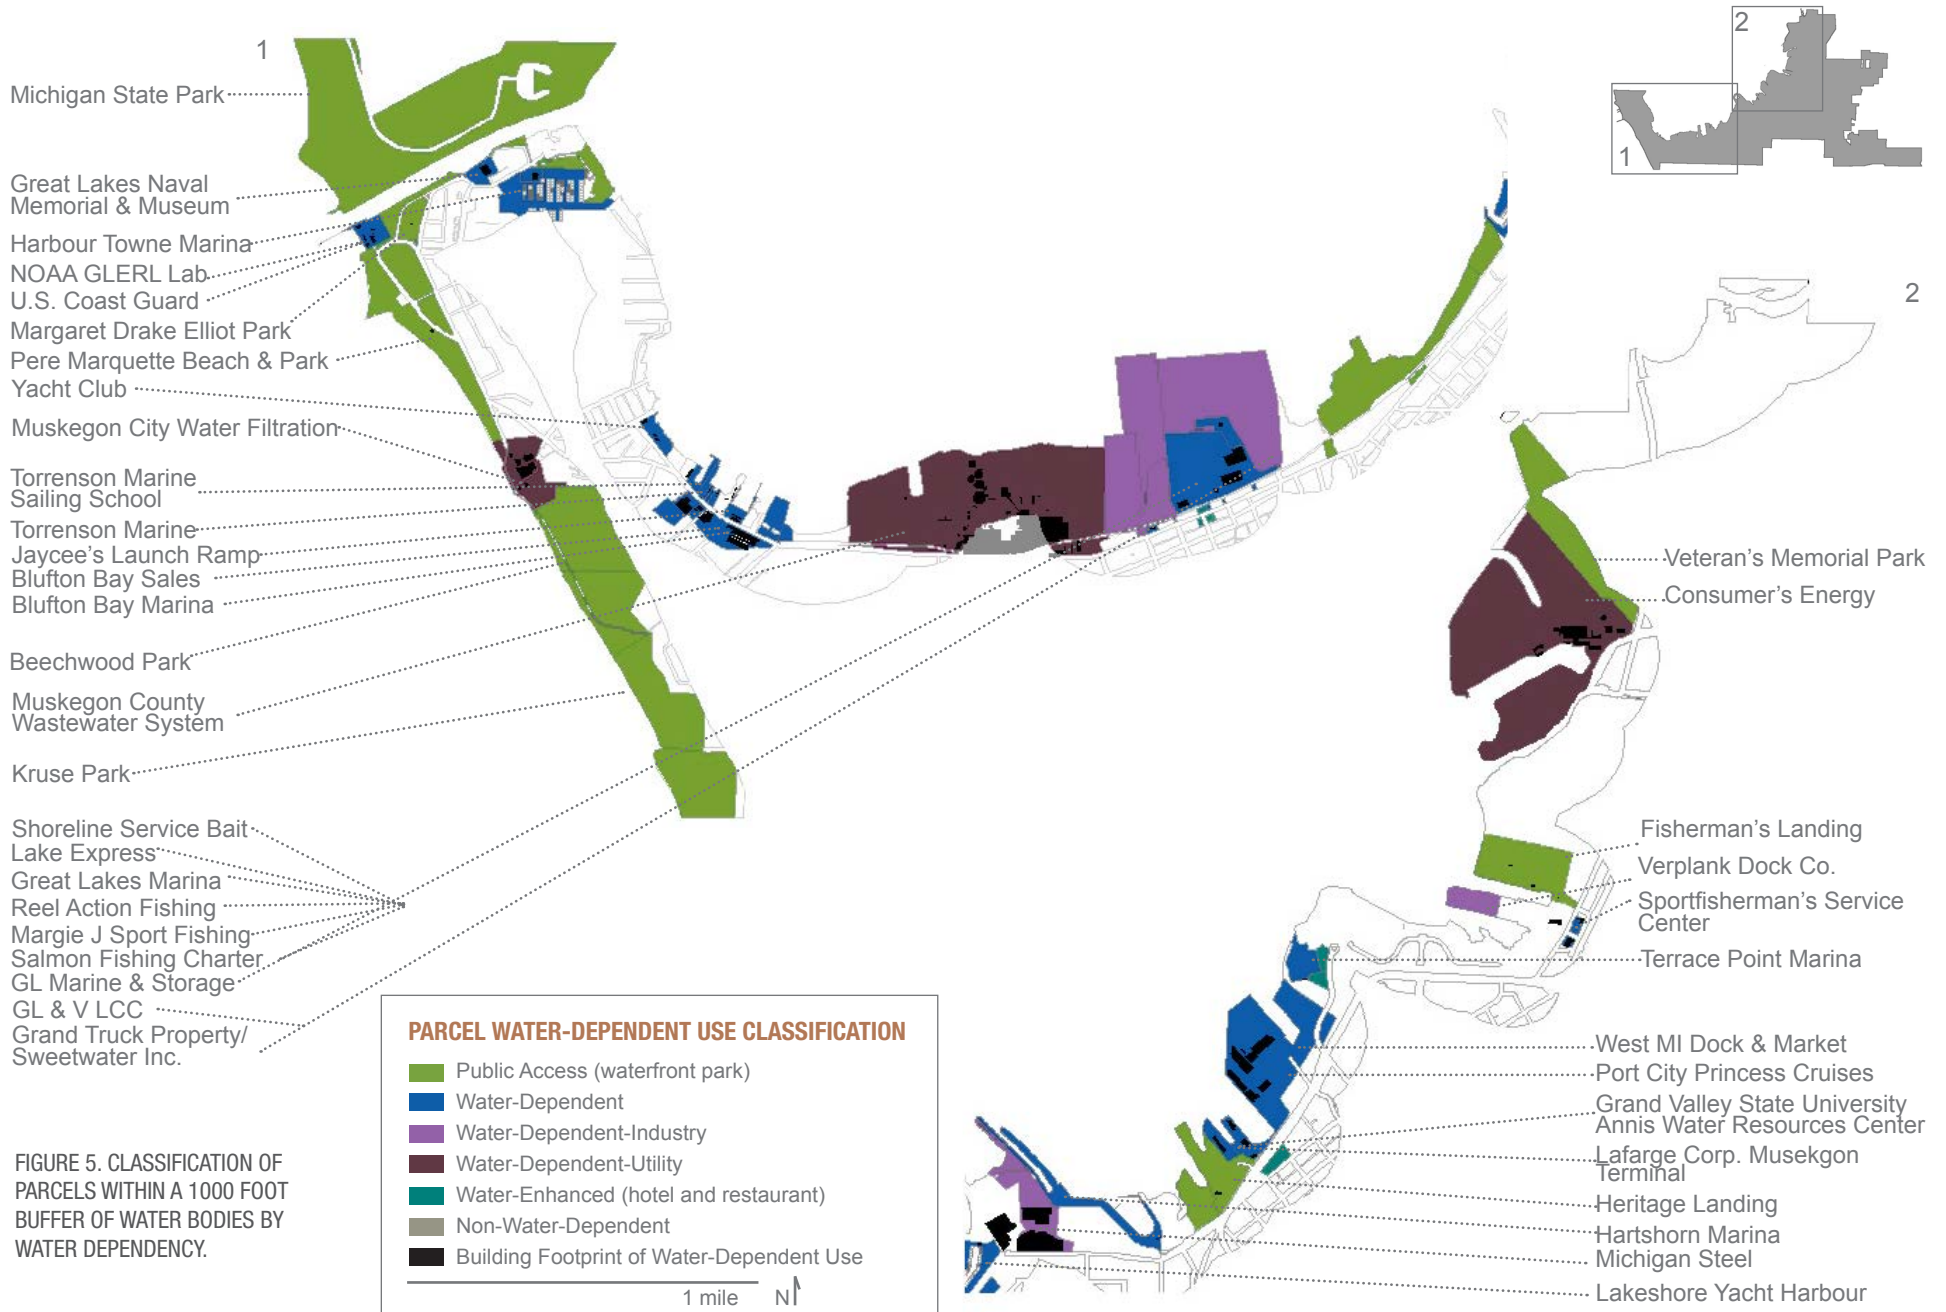 1
Michigan State Park
Great Lakes Naval
Memorial & Museum
Harbour Towne Marina
NOAA GLERL Lab
U.S. Coast Guard
Margaret Drake Elliot Park
Pere Marquette Beach & Park
Yacht Club
Muskegon City Water Filtration
Torrenson Marine
Sailing School
Torrenson Marine
Jaycee's Launch Ramp
Blufton Bay Sales
Blufton Bay Marina
Beechwood Park
Muskegon County
Wastewater System
Kruse Park
Shoreline Service Bait
Lake Express
Great Lakes Marina
Reel Action Fishing
Margie J Sport Fishing
Salmon Fishing Charter
GL Marine & Storage
GL & V LCC
Grand Truck Property/
Sweetwater Inc.
FIGURE 5. CLASSIFICATION OF
PARCELS WITHIN A 1000 FOOT
BUFFER OF WATER BODIES BY
WATER DEPENDENCY.
PARCEL WATER-DEPENDENT USE CLASSIFICATION
Public Access (waterfront park)
Water-Dependent
Water-Dependent-Industry
Water-Dependent-Utility
Water-Enhanced (hotel and restaurant)
Non-Water-Dependent
Building Footprint of Water-Dependent Use
1 mile N
2
1
2
Veteran's Memorial Park
Consumer's Energy
Fisherman's Landing
Verplank Dock Co.
Sportfisherman's Service
Center
Terrace Point Marina
West MI Dock & Market
Port City Princess Cruises
Grand Valley State University
Annis Water Resources Center
Lafarge Corp. Musekgon
Terminal
Heritage Landing
Hartshorn Marina
Michigan Steel
Lakeshore Yacht Harbour